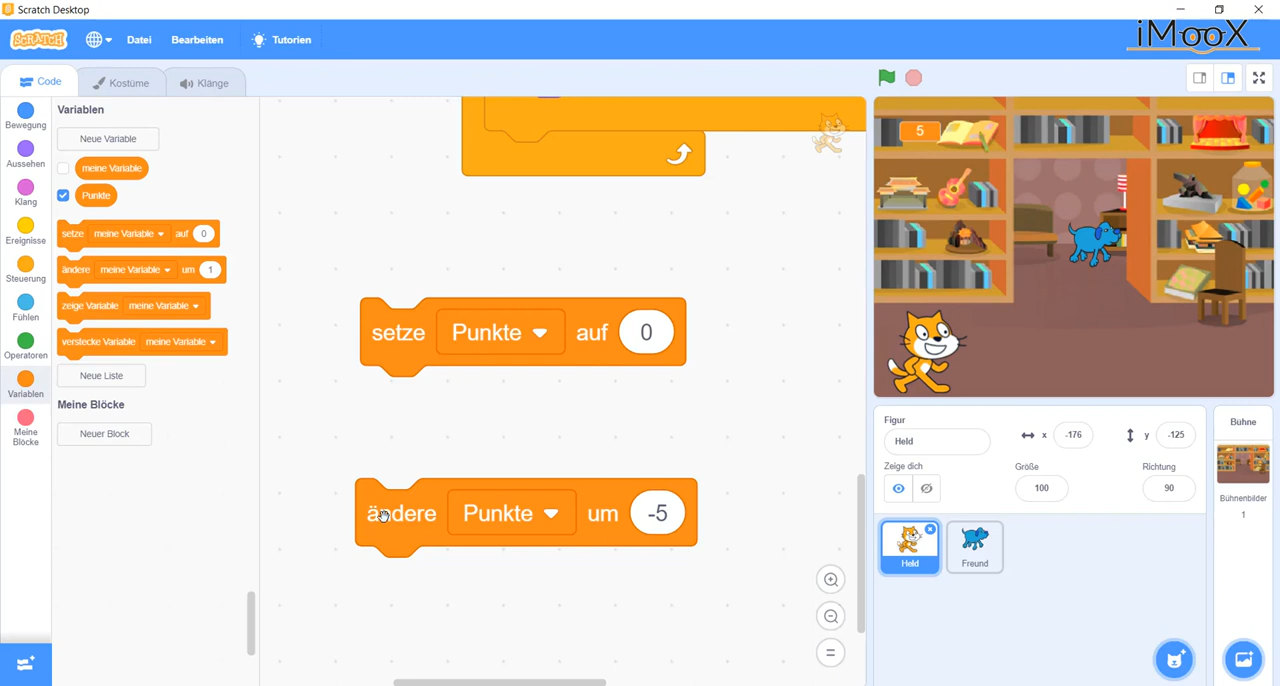 Scratch Desktop
SCRATCH
Datei
Bearbeiten
Tutorien
iMooX
Code
Kostüme
Klänge
Bewegung
Aussehen
Klang
Ereignisse
Steuerung
Fühlen
Operatoren
Variablen
Meine
Blöcke
Variablen
Neue Variable
meine Variable
Punkte
setze meine Variable auf 0
ändere meine Variable um 1
zeige Variable meine Variable
verstecke Variable meine Variable
Neue Liste
Meine Blöcke
Neuer Block
setze Punkte auf 0
ändere Punkte um -5
5
Figur
Held
x -176
y -125
Zeige dich
Größe
100
Richtung
90
Held
Freund
Bühne
Bühnenbilder
1